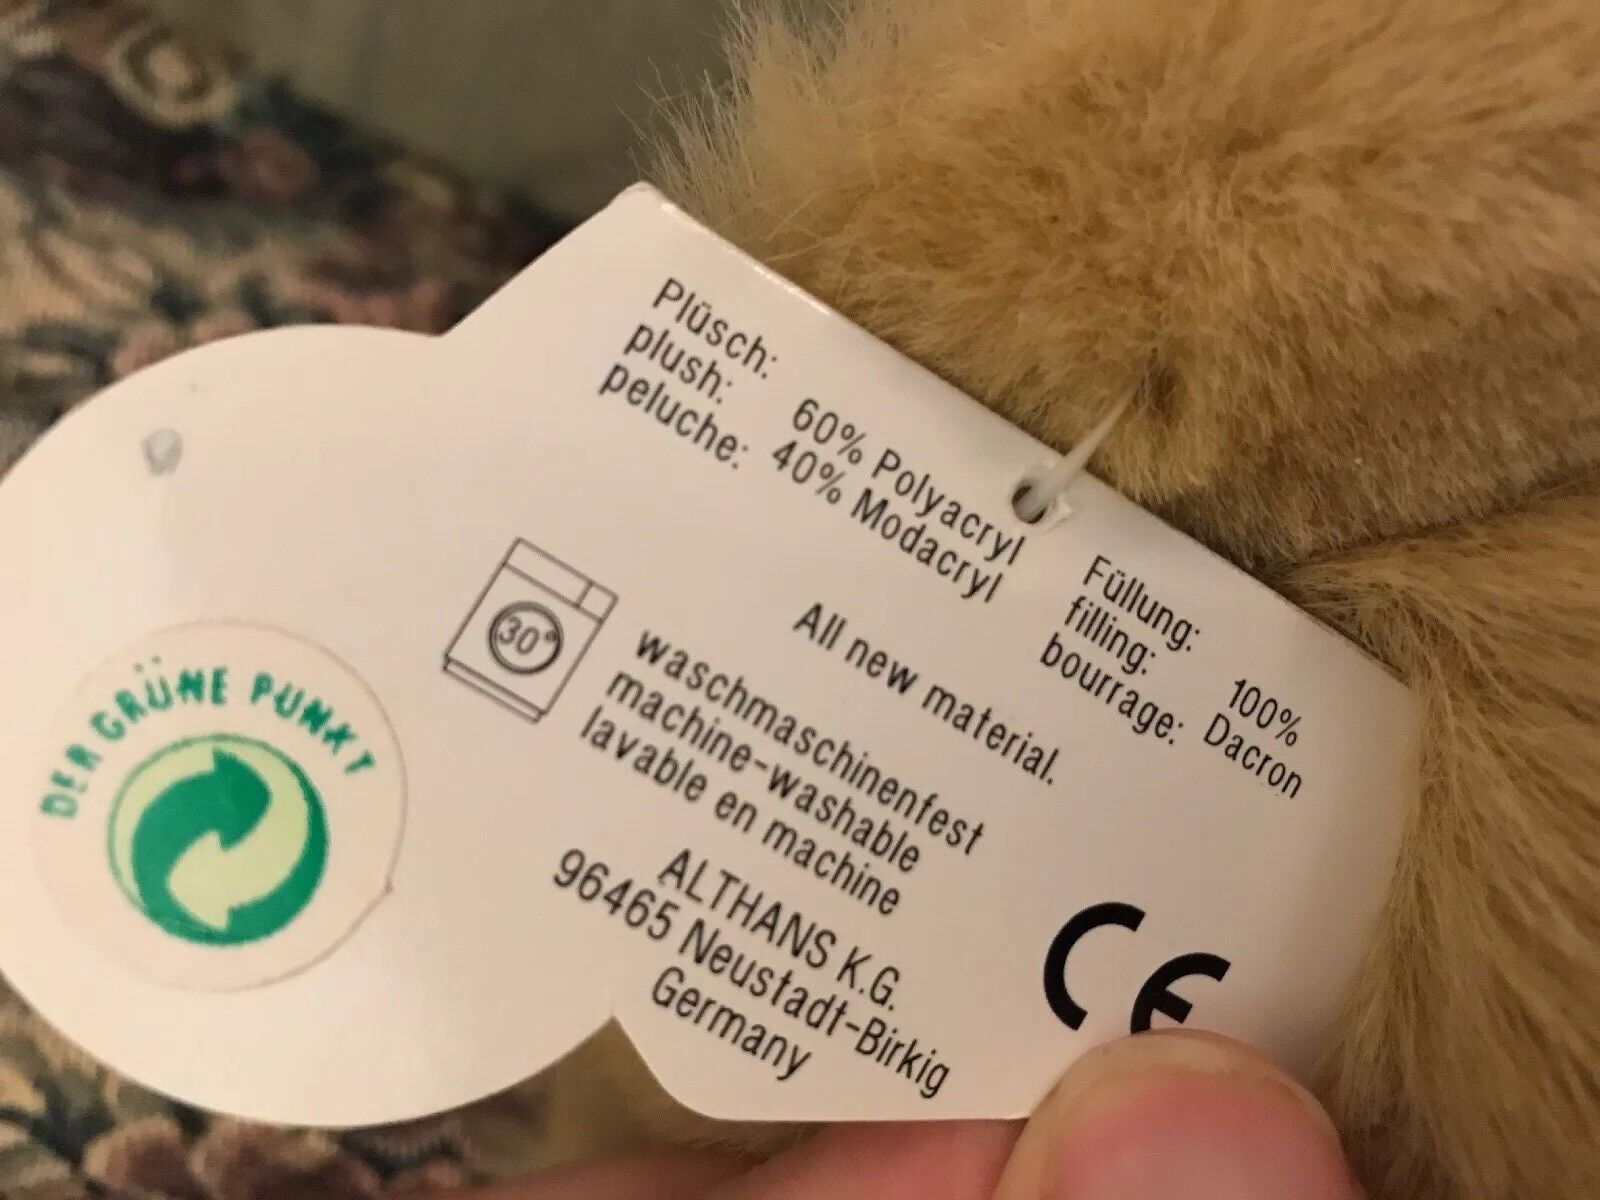 Plüsch:
plush:
peluche:
60% Polyacryl
40% Modacryl
Füllung:
filling:
bourrage:
100%
Dacron
All new material.
30°
waschmaschinenfest
machine-washable
lavable en machine
ALTHANS K.G.
96465 Neustadt-Birkig
Germany
CE
DER GRÜNE PUNKT